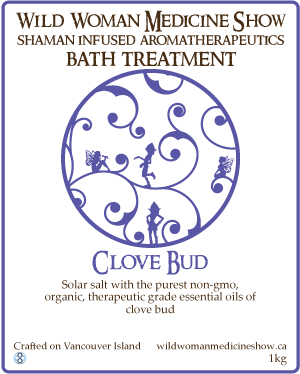 Wild Woman Medicine Show
SHAMAN INFUSED AROMATHERAPEUTICS
BATH TREATMENT
Clove Bud
Solar salt with the purest non-gmo,
organic, therapeutic grade essential oils of
clove bud
Crafted on Vancouver Island wildwomanmedicineshow.ca
1kg